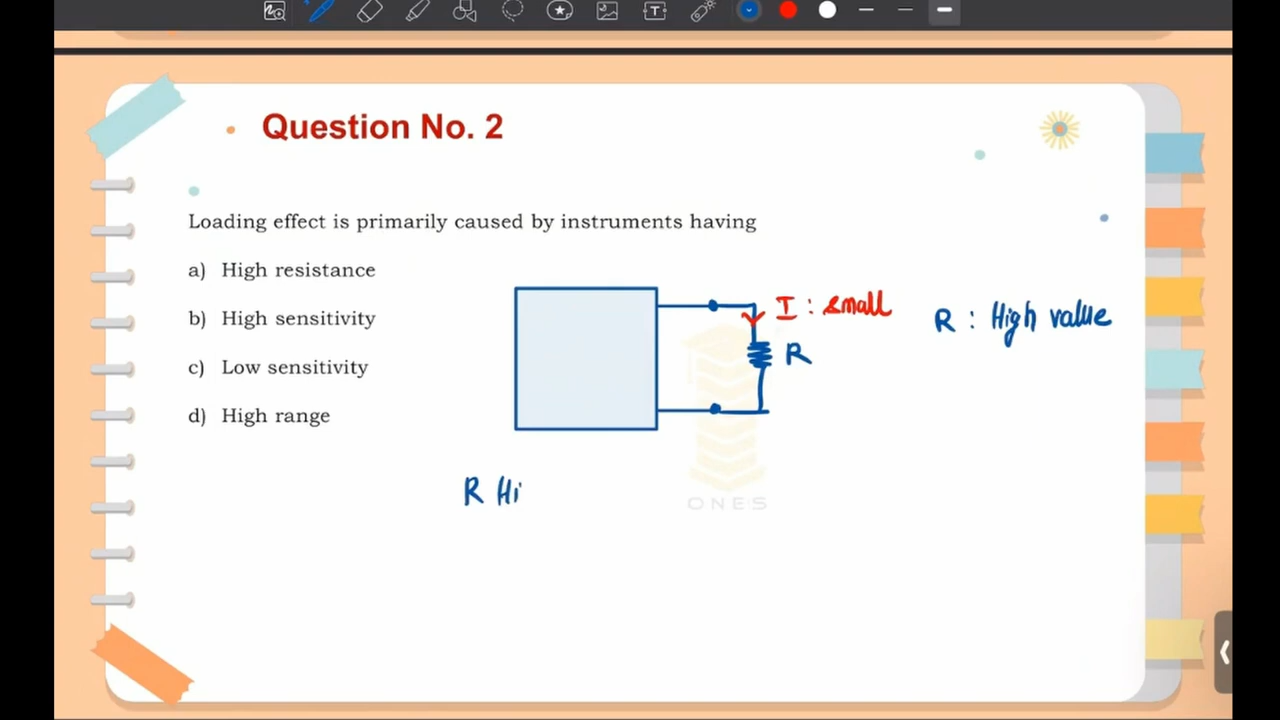 Question No. 2
Loading effect is primarily caused by instruments having
a) High resistance
b) High sensitivity
c) Low sensitivity
d) High range
I : small
R : High value
R
R Hi
ONES